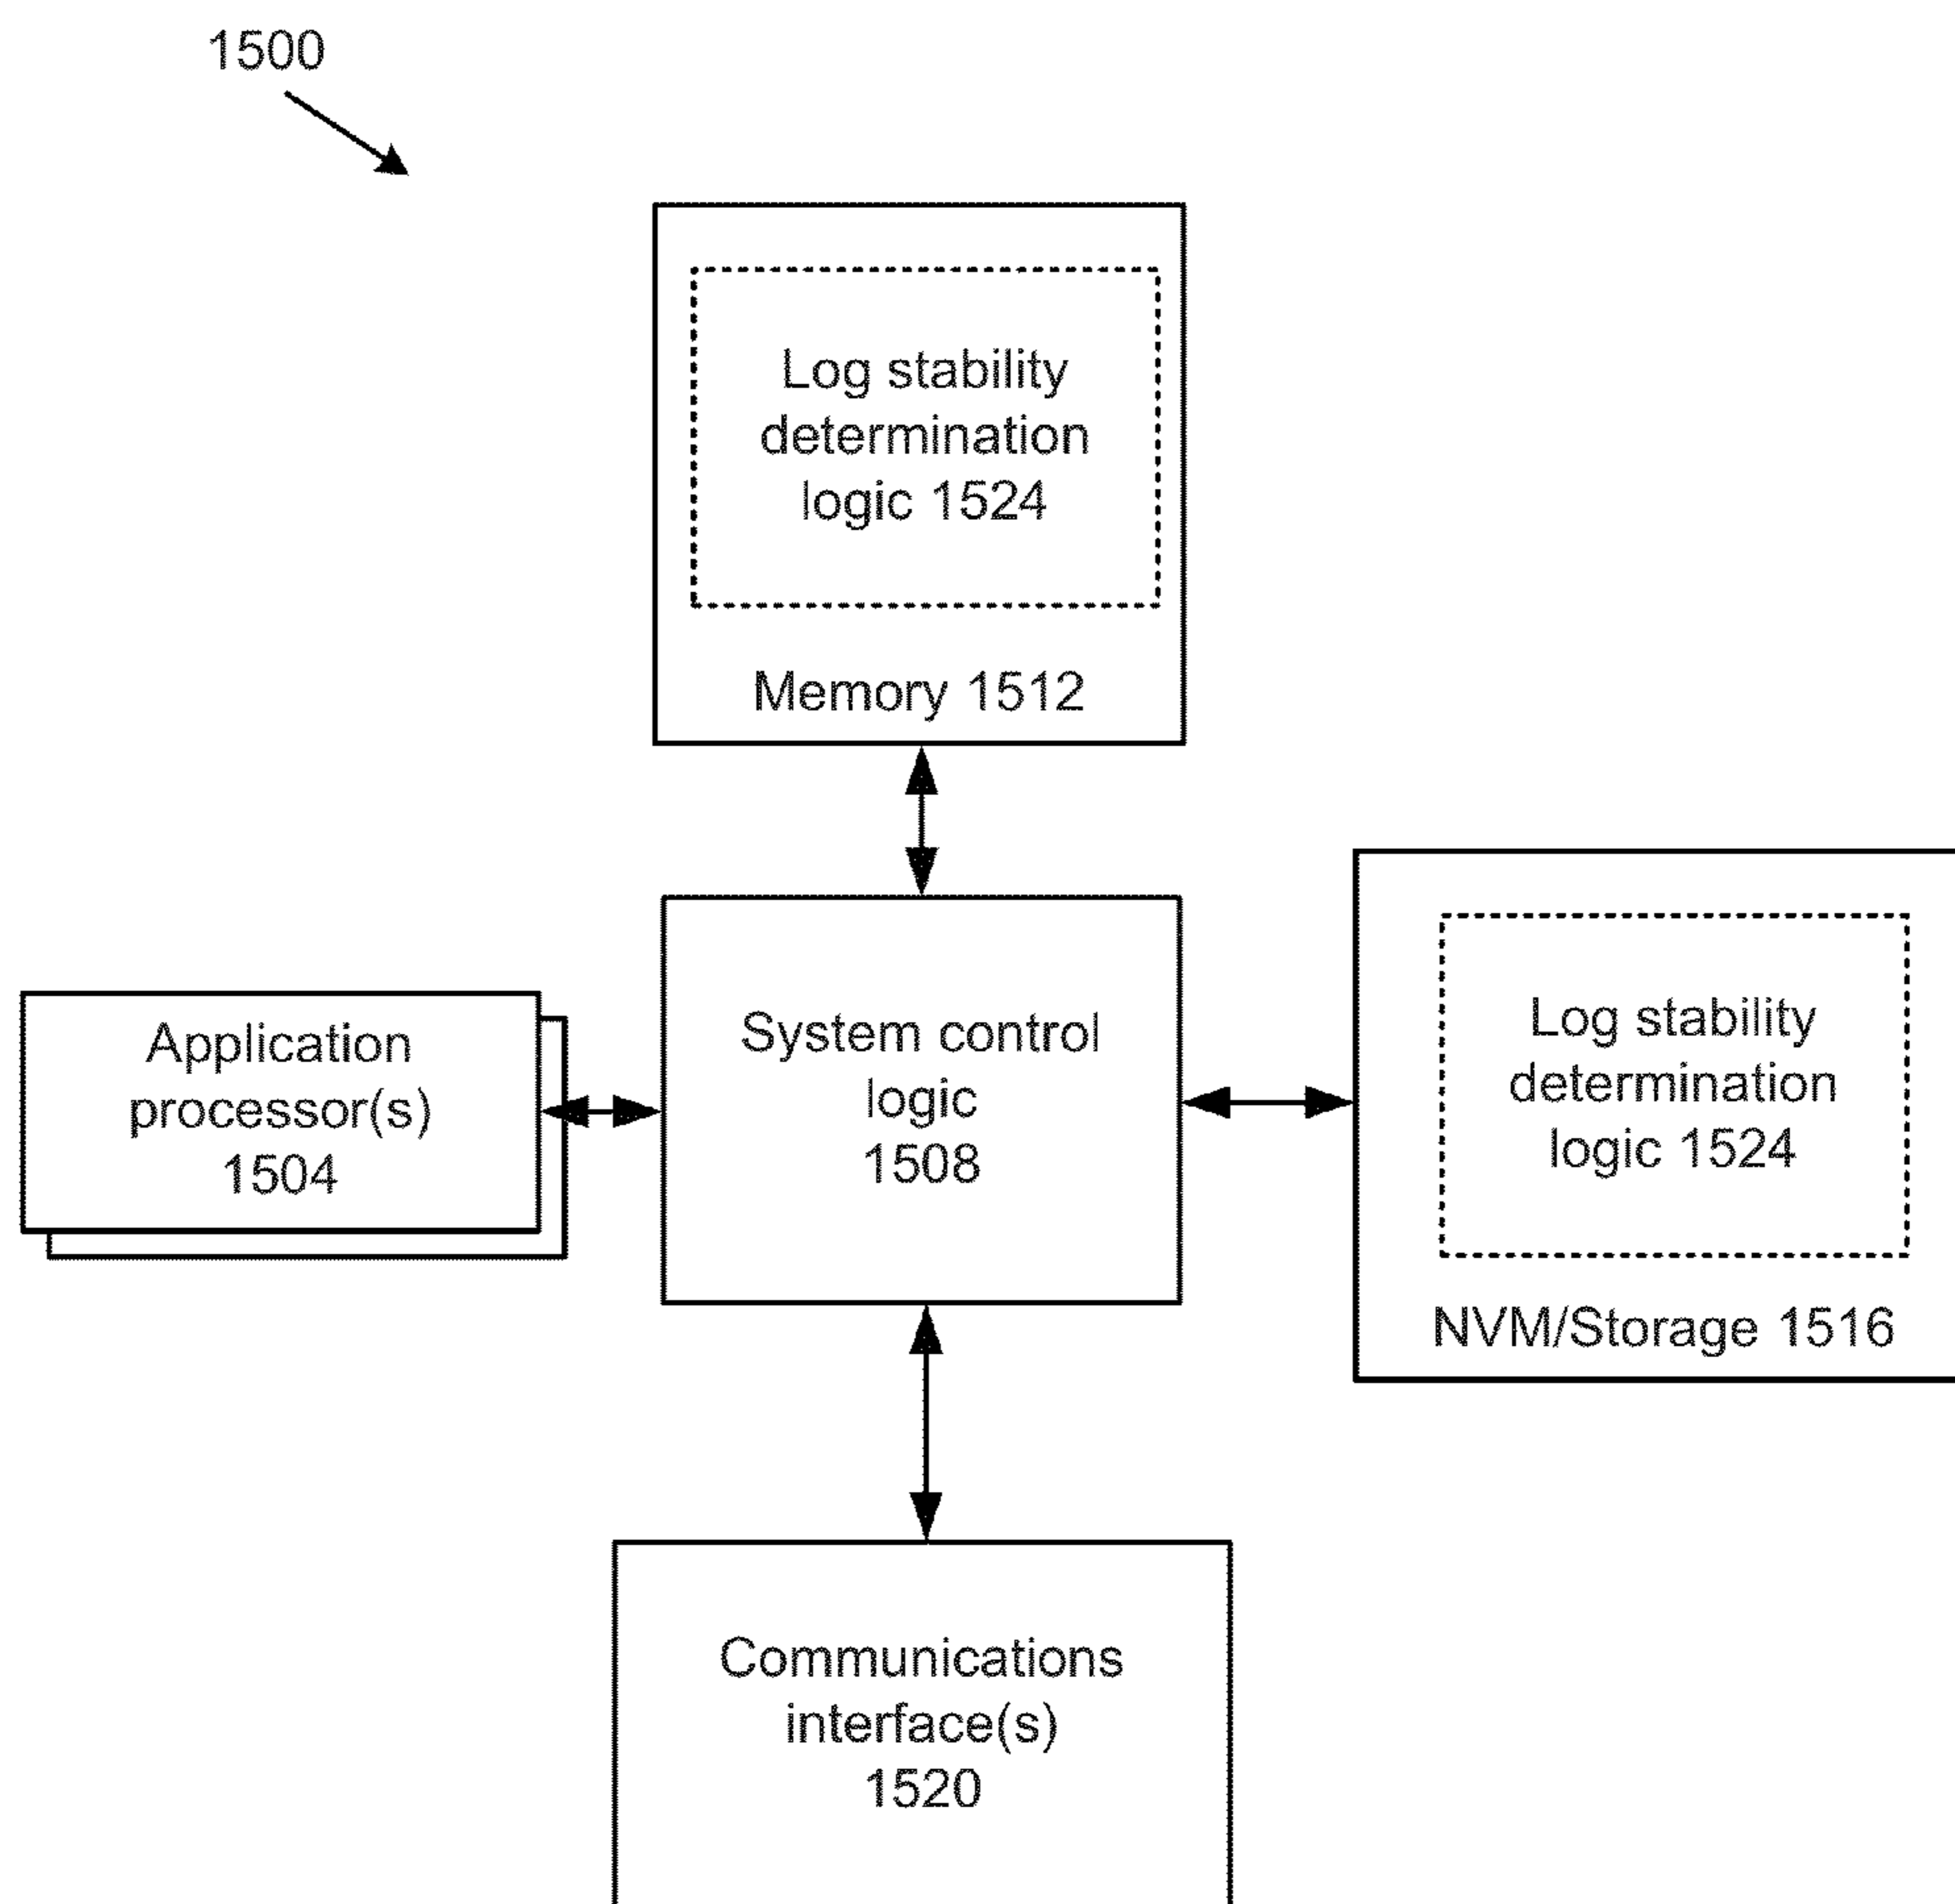 1500
Log stability
determination
logic 1524
Memory 1512
Application
processor(s)
1504
System control
logic
1508
Log stability
determination
logic 1524
NVM/Storage 1516
Communications
interface(s)
1520